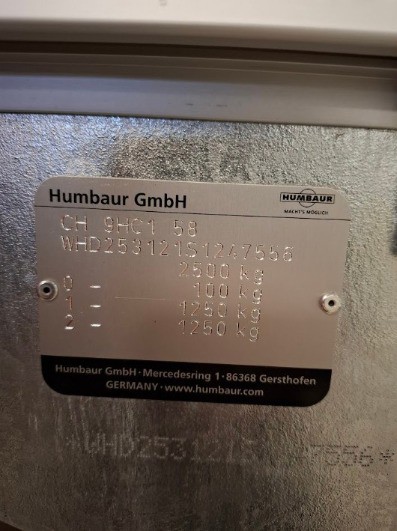 Humbaur GmbH
HUMBAUR
MACHT'S MÖGLICH
CH 9HC1 58
WHD25312151247556
2500 kg
0 - 100 kg
1 - 1250 kg
2 - 1250 kg
Humbaur GmbH · Mercedesring 1 · 86368 Gersthofen
GERMANY · www.humbaur.com